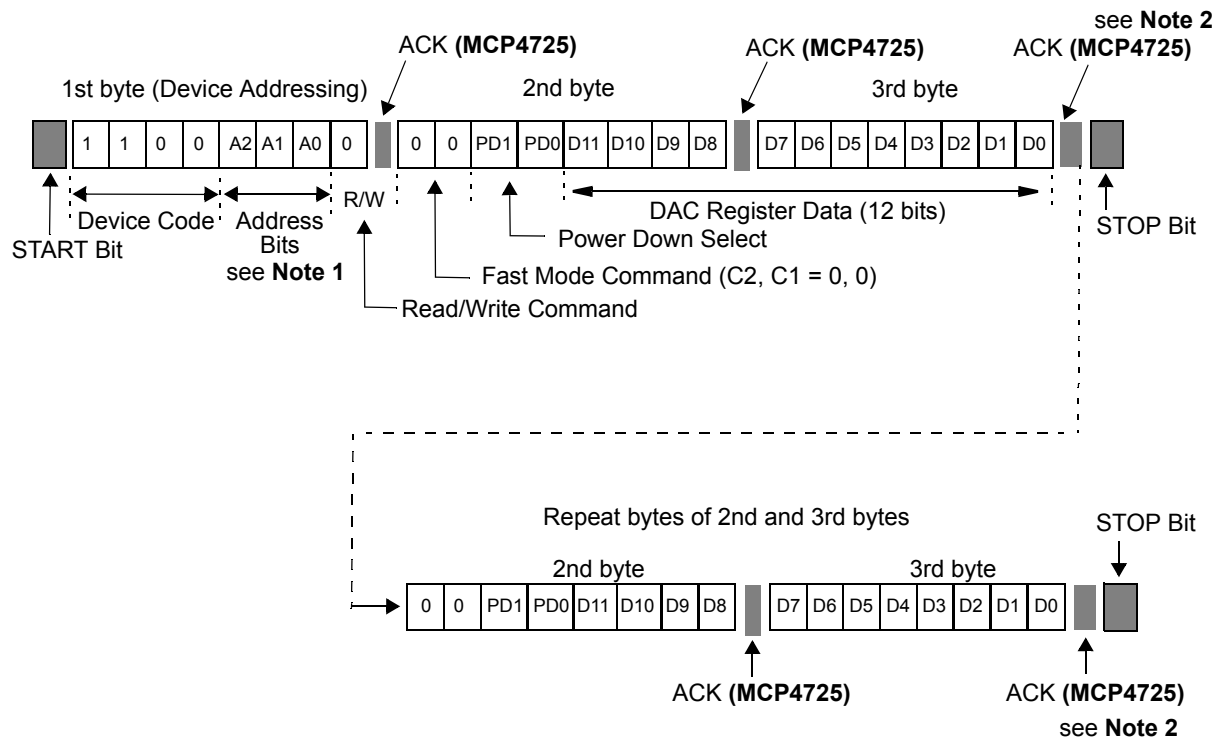 see Note 2
ACK (MCP4725)
ACK (MCP4725)
ACK (MCP4725)
1st byte (Device Addressing)
2nd byte
3rd byte
1 1 0 0 A2 A1 A0 0
0 0 PD1 PD0 D11 D10 D9 D8
D7 D6 D5 D4 D3 D2 D1 D0
START Bit
Device Code
Address
Bits
see Note 1
R/W
DAC Register Data (12 bits)
STOP Bit
Power Down Select
Fast Mode Command (C2, C1 = 0, 0)
Read/Write Command
Repeat bytes of 2nd and 3rd bytes
STOP Bit
2nd byte
3rd byte
0 0 PD1 PD0 D11 D10 D9 D8
D7 D6 D5 D4 D3 D2 D1 D0
ACK (MCP4725)
ACK (MCP4725)
see Note 2